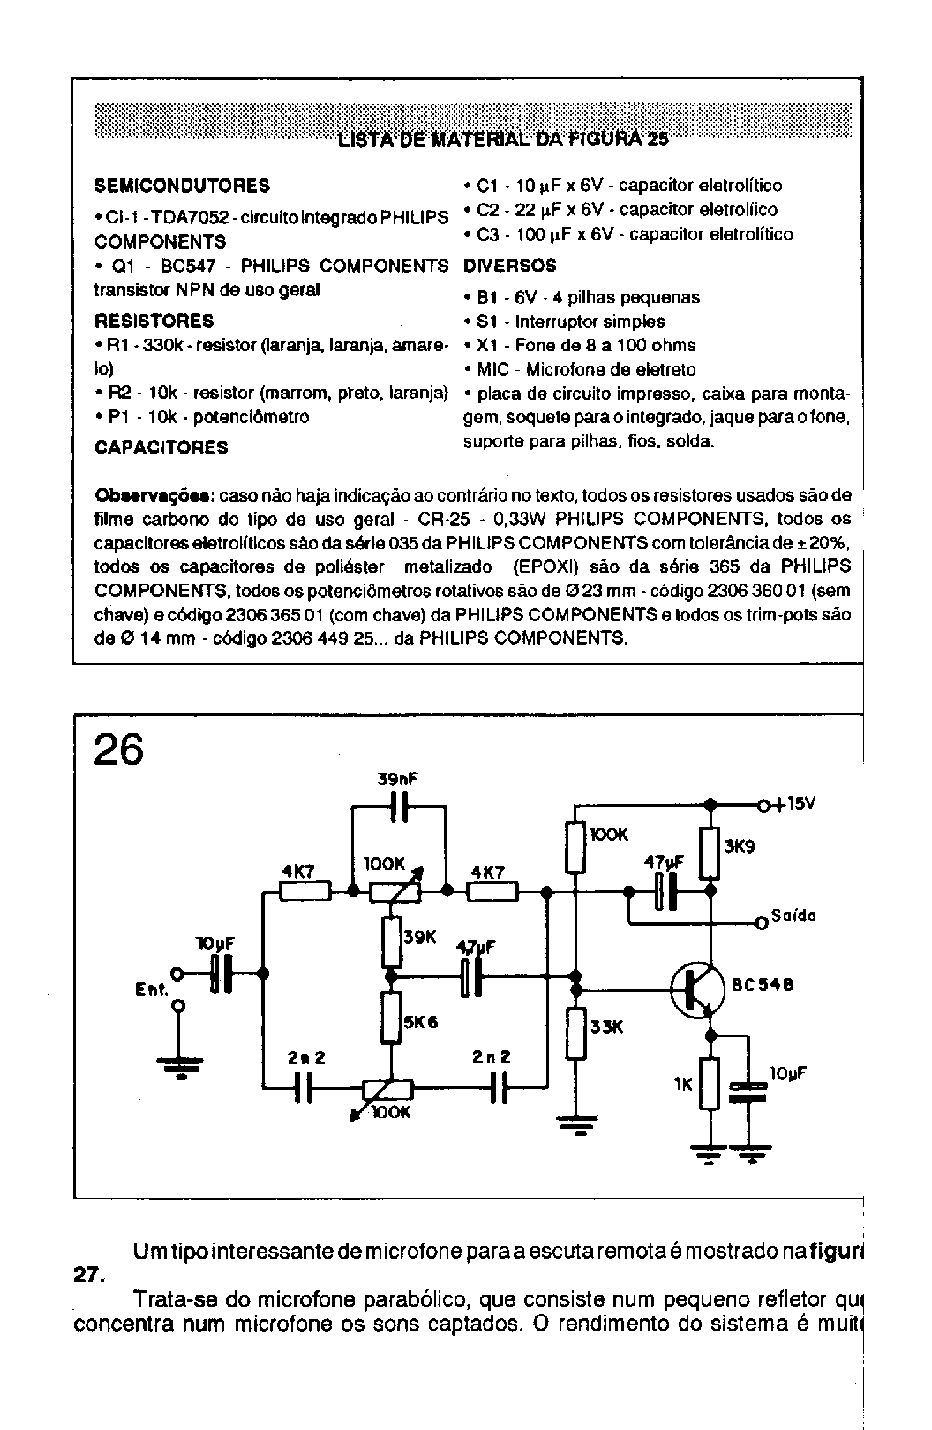 LISTA DE MATERIAL DA FIGURA 25
SEMICONDUTORES
• CI-1 - TDA7052 - circuito integrado PHILIPS
COMPONENTS
• Q1 - BC547 - PHILIPS COMPONENTS
transistor NPN de uso geral
RESISTORES
• R1 - 330k - resistor (laranja, laranja, amare-
lo)
• R2 - 10k - resistor (marrom, preto, laranja)
• P1 - 10k - potenciômetro
CAPACITORES
• C1 - 10 µF x 6V - capacitor eletrolítico
• C2 - 22 µF x 6V - capacitor eletrolíico
• C3 - 100 µF x 6V - capacitor eletrolítico
DIVERSOS
• B1 - 6V - 4 pilhas pequenas
• S1 - Interruptor simples
• X1 - Fone de 8 a 100 ohms
• MIC - Microfone de eletreto
• placa de circuito impresso, caixa para monta-
gem, soquete para o integrado, jaque para o fone,
suporte para pilhas, fios, solda.
Observações: caso não haja indicação ao contrário no texto, todos os resistores usados são de
filme carbono do tipo de uso geral - CR-25 - 0,33W PHILIPS COMPONENTS, todos os
capacitores eletrolíticos são da série 035 da PHILIPS COMPONENTS com tolerância de ±20%,
todos os capacitores de poliéster metalizado (EPOXI) são da série 365 da PHILIPS
COMPONENTS, todos os potenciômetros rotativos são de Ø 23 mm - código 2306 360 01 (sem
chave) e código 2306 365 01 (com chave) da PHILIPS COMPONENTS e todos os trim-pots são
de Ø 14 mm - código 2306 449 25... da PHILIPS COMPONENTS.
26
39nF
+15V
100K
3K9
4K7
100K
4K7
47µF
Saída
10µF
39K
4,7µF
Ent.
BC548
5K6
33K
2n2
2n2
10µF
1K
100K
Um tipo interessante de microfone para a escuta remota é mostrado na figur
27.
Trata-se do microfone parabólico, que consiste num pequeno refletor qu
concentra num microfone os sons captados. O rendimento do sistema é muit